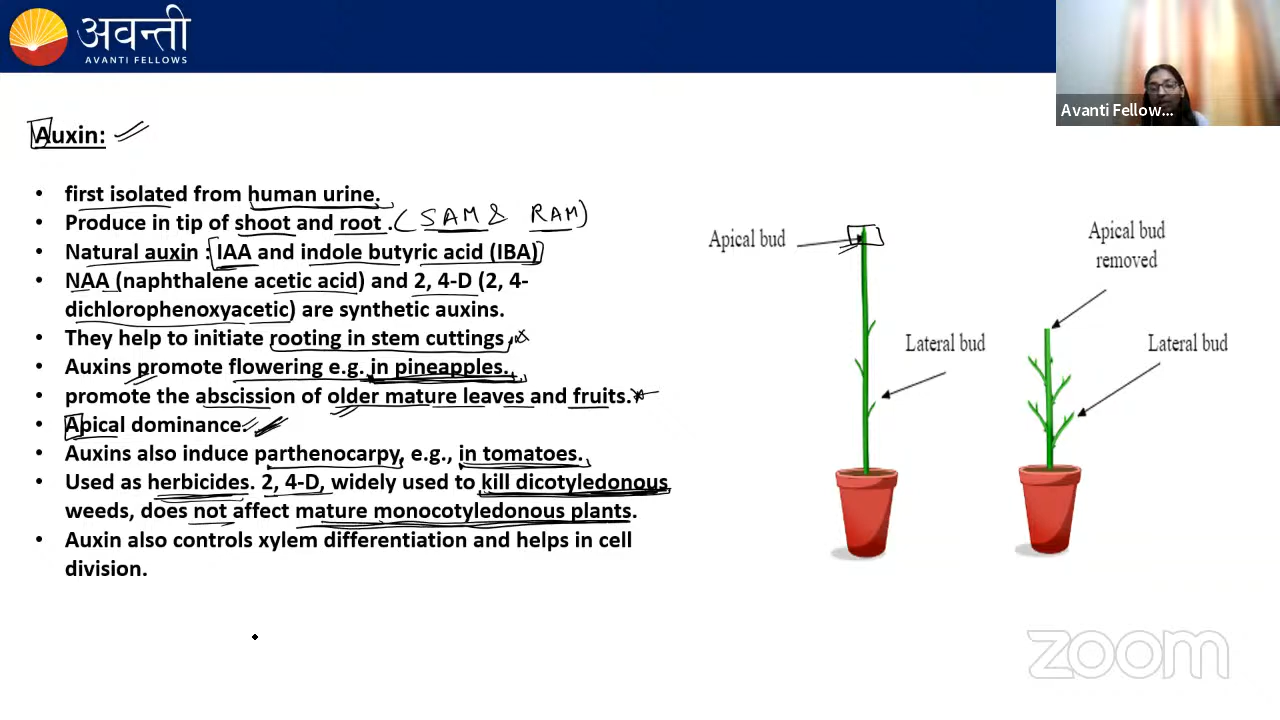 अवन्ती
AVANTI FELLOWS
Avanti Fellow...
Auxin:
• first isolated from human urine.
• Produce in tip of shoot and root . (SAM & RAM)
• Natural auxin : IAA and indole butyric acid (IBA)
• NAA (naphthalene acetic acid) and 2, 4-D (2, 4-
dichlorophenoxyacetic) are synthetic auxins.
• They help to initiate rooting in stem cuttings,
• Auxins promote flowering e.g. in pineapples.
• promote the abscission of older mature leaves and fruits.
• Apical dominance.
• Auxins also induce parthenocarpy, e.g., in tomatoes.
• Used as herbicides. 2, 4-D, widely used to kill dicotyledonous
weeds, does not affect mature monocotyledonous plants.
• Auxin also controls xylem differentiation and helps in cell
division.
Apical bud
Lateral bud
Apical bud
removed
Lateral bud
zoom